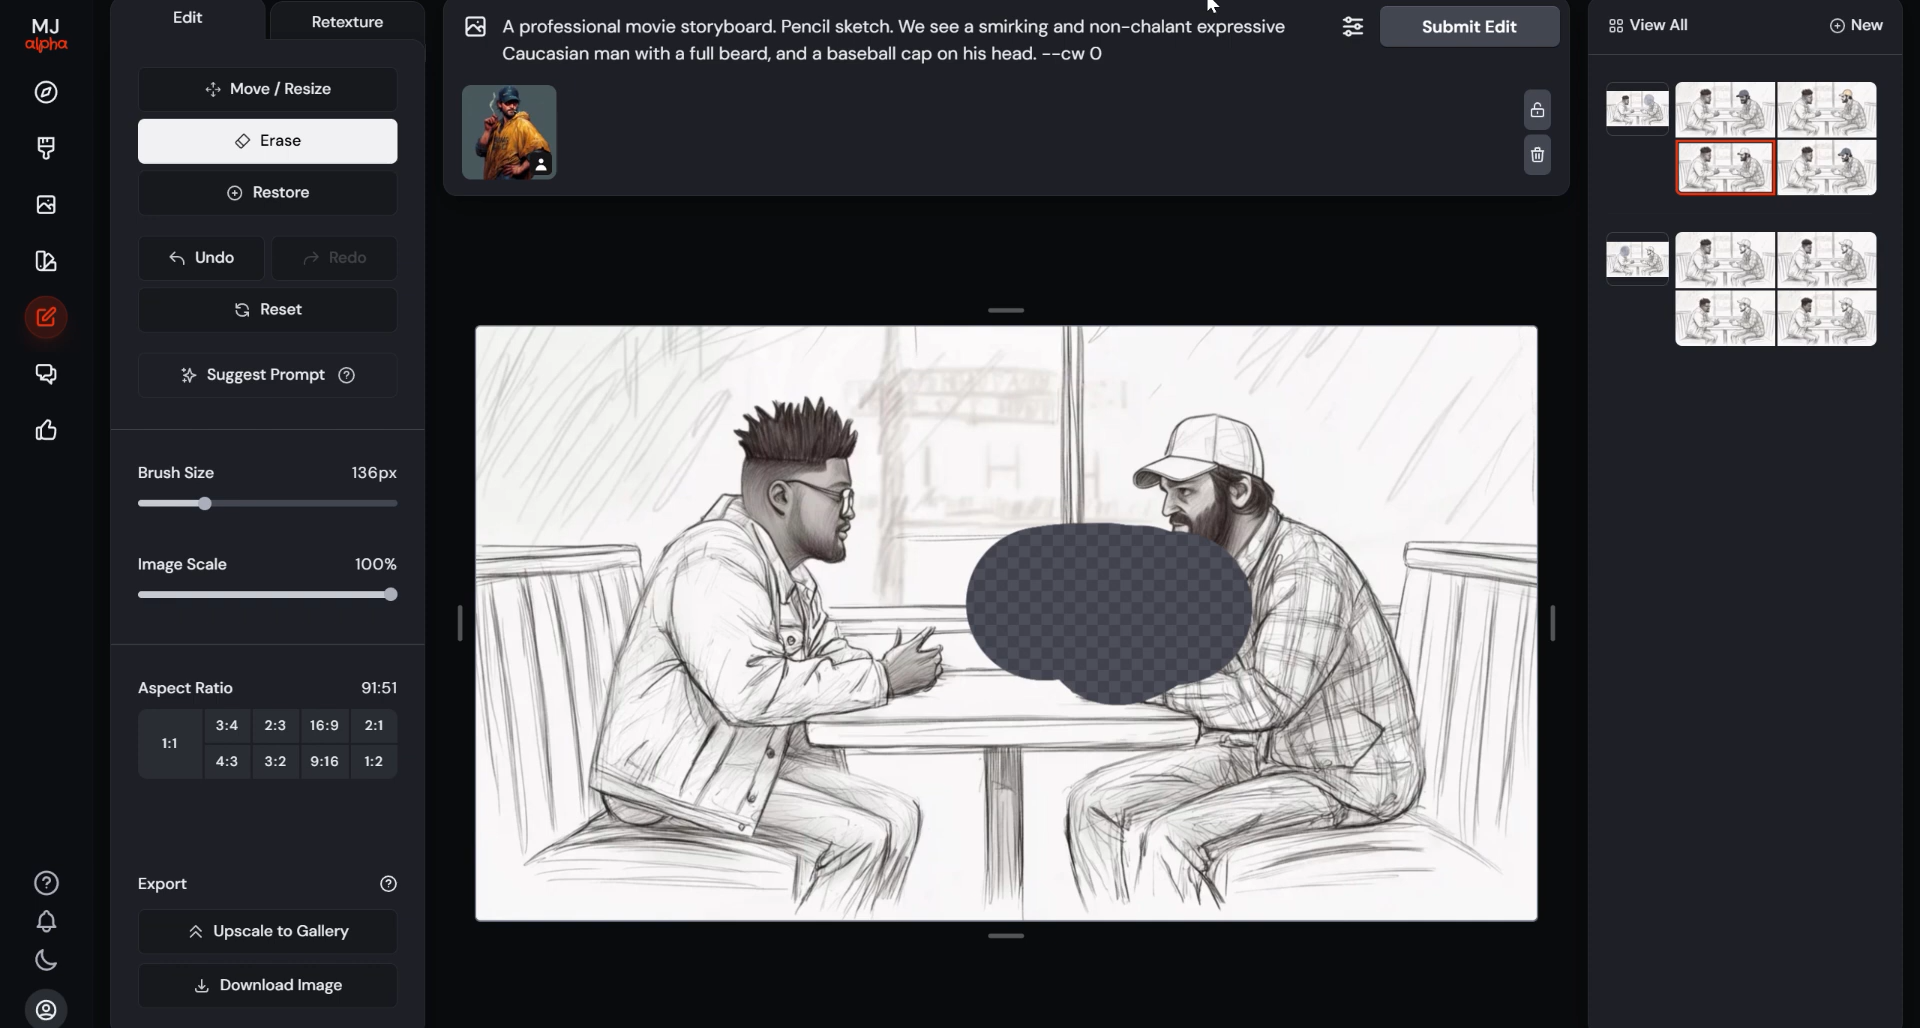 MJ
alpha
Edit
Retexture
Move / Resize
Erase
Restore
Undo
Redo
Reset
Suggest Prompt
Brush Size
136px
Image Scale
100%
Aspect Ratio
91:51
1:1
3:4
2:3
16:9
2:1
4:3
3:2
9:16
1:2
Export
Upscale to Gallery
Download Image
A professional movie storyboard. Pencil sketch. We see a smirking and non-chalant expressive
Caucasian man with a full beard, and a baseball cap on his head. --cw 0
Submit Edit
View All
New